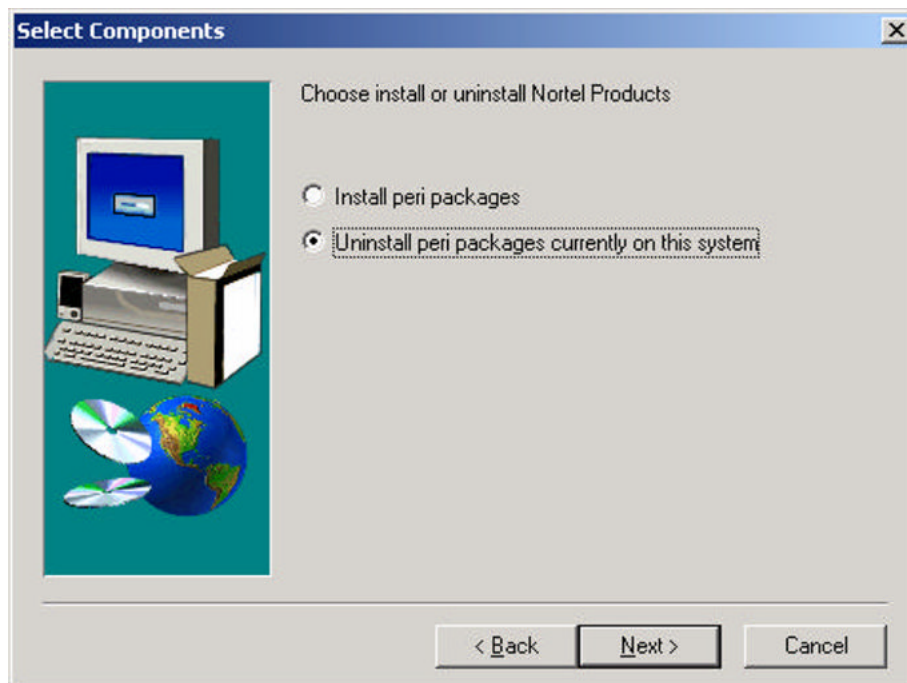 Select Components
Choose install or uninstall Nortel Products
Install peri packages
Uninstall peri packages currently on this system
< Back
Next >
Cancel